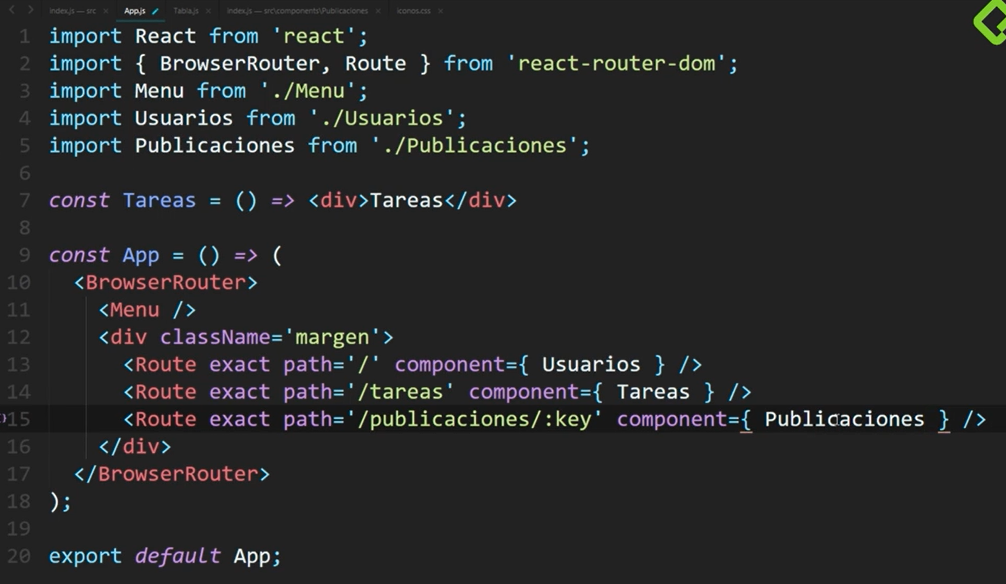 index.js — src App.js Tabla.js index.js — src\components\Publicaciones iconos.css
1 import React from 'react';
2 import { BrowserRouter, Route } from 'react-router-dom';
3 import Menu from './Menu';
4 import Usuarios from './Usuarios';
5 import Publicaciones from './Publicaciones';
6
7 const Tareas = () => <div>Tareas</div>
8
9 const App = () => (
10 <BrowserRouter>
11 <Menu />
12 <div className='margen'>
13 <Route exact path='/' component={ Usuarios } />
14 <Route exact path='/tareas' component={ Tareas } />
15 <Route exact path='/publicaciones/:key' component={ Publicaciones } />
16 </div>
17 </BrowserRouter>
18 );
19
20 export default App;